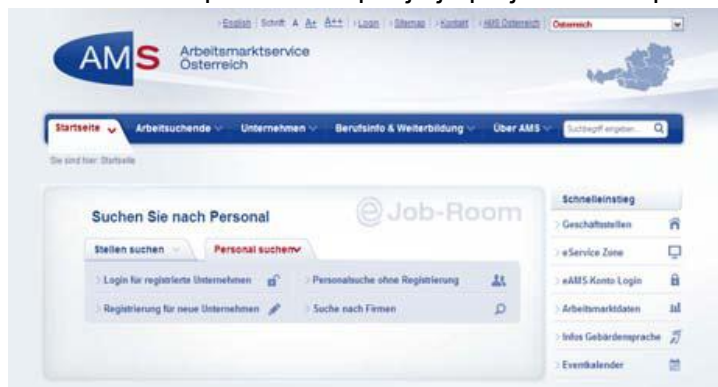 English Schrift A A+ A++ Login Sitemap Kontakt AMS Österreich Österreich
AMS Arbeitsmarktservice
Österreich
Startseite Arbeitsuchende Unternehmen Berufsinfo & Weiterbildung Über AMS Suchbegriff eingeben...
Sie sind hier: Startseite
Suchen Sie nach Personal
eJob-Room
Stellen suchen Personal suchen
Login für registrierte Unternehmen Personalsuche ohne Registrierung
Registrierung für neue Unternehmen Suche nach Firmen
Schnelleinstieg
Geschäftsstellen
eService Zone
eAMS Konto Login
Arbeitsmarktdaten
Infos Gebärdensprache
Eventkalender